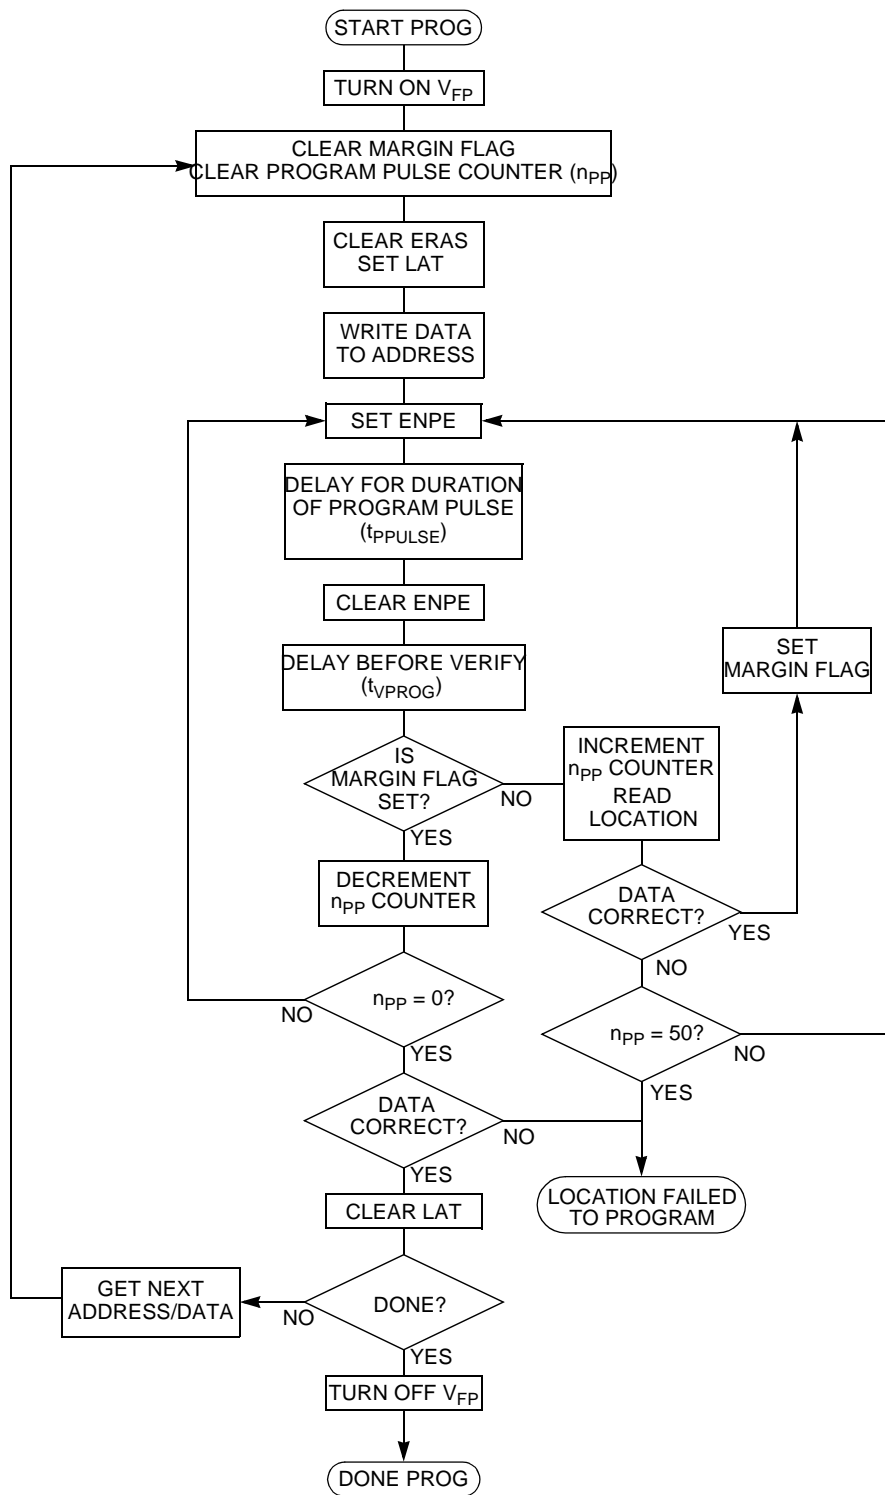 START PROG
TURN ON VFP
CLEAR MARGIN FLAG
CLEAR PROGRAM PULSE COUNTER (nPP)
CLEAR ERAS
SET LAT
WRITE DATA
TO ADDRESS
SET ENPE
DELAY FOR DURATION
OF PROGRAM PULSE
(tPPULSE)
CLEAR ENPE
DELAY BEFORE VERIFY
(tVPROG)
SET
MARGIN FLAG
IS
MARGIN FLAG
SET?
NO
YES
INCREMENT
nPP COUNTER
READ
LOCATION
DECREMENT
nPP COUNTER
DATA
CORRECT?
YES
NO
nPP = 0?
NO
YES
nPP = 50?
NO
YES
DATA
CORRECT?
NO
YES
LOCATION FAILED
TO PROGRAM
CLEAR LAT
GET NEXT
ADDRESS/DATA
NO
DONE?
YES
TURN OFF VFP
DONE PROG